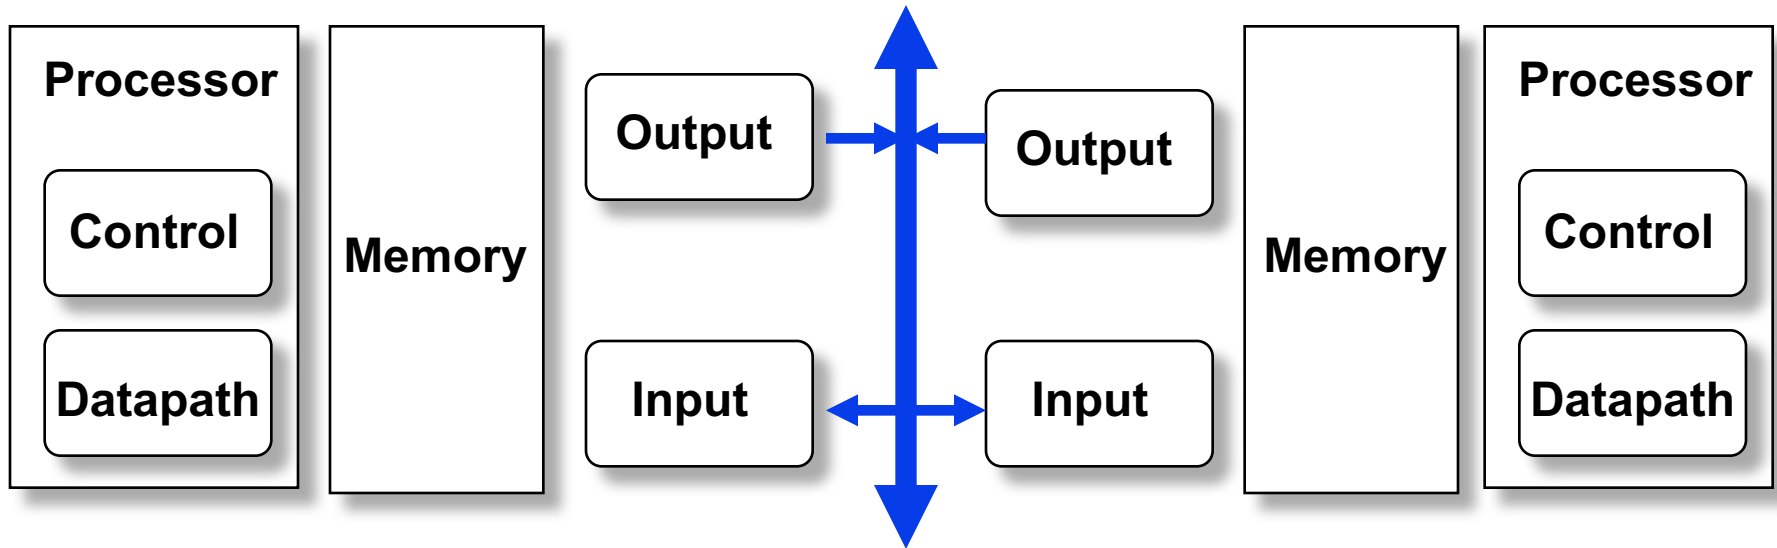 Processor
Control
Datapath
Memory
Output
Input
Output
Input
Memory
Processor
Control
Datapath